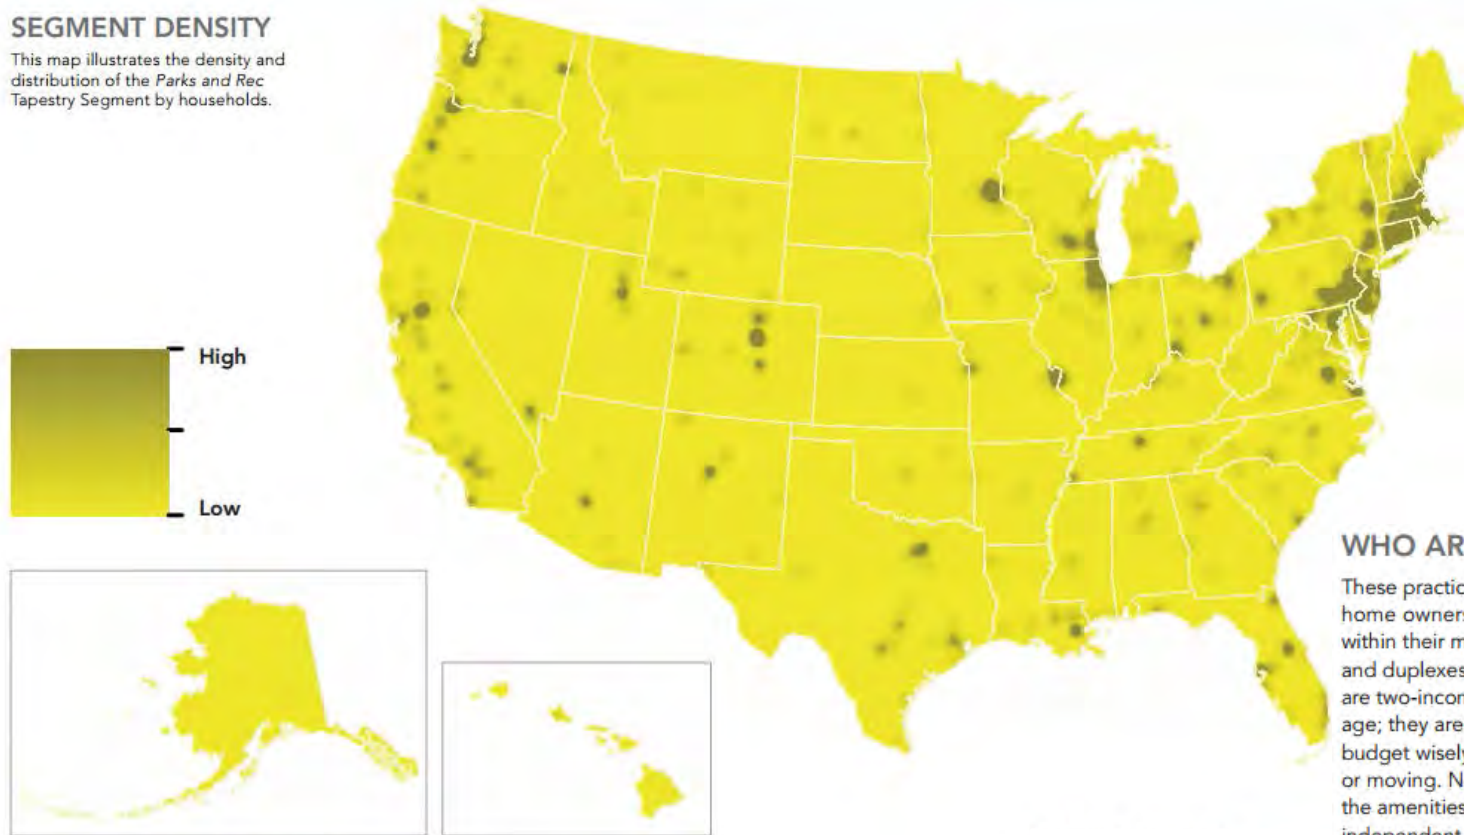 SEGMENT DENSITY
This map illustrates the density and
distribution of the Parks and Rec
Tapestry Segment by households.
High
Low
WHO AR
These practic
home owners
within their m
and duplexes
are two-incom
age; they are
budget wisely
or moving. N
the amenities
independent